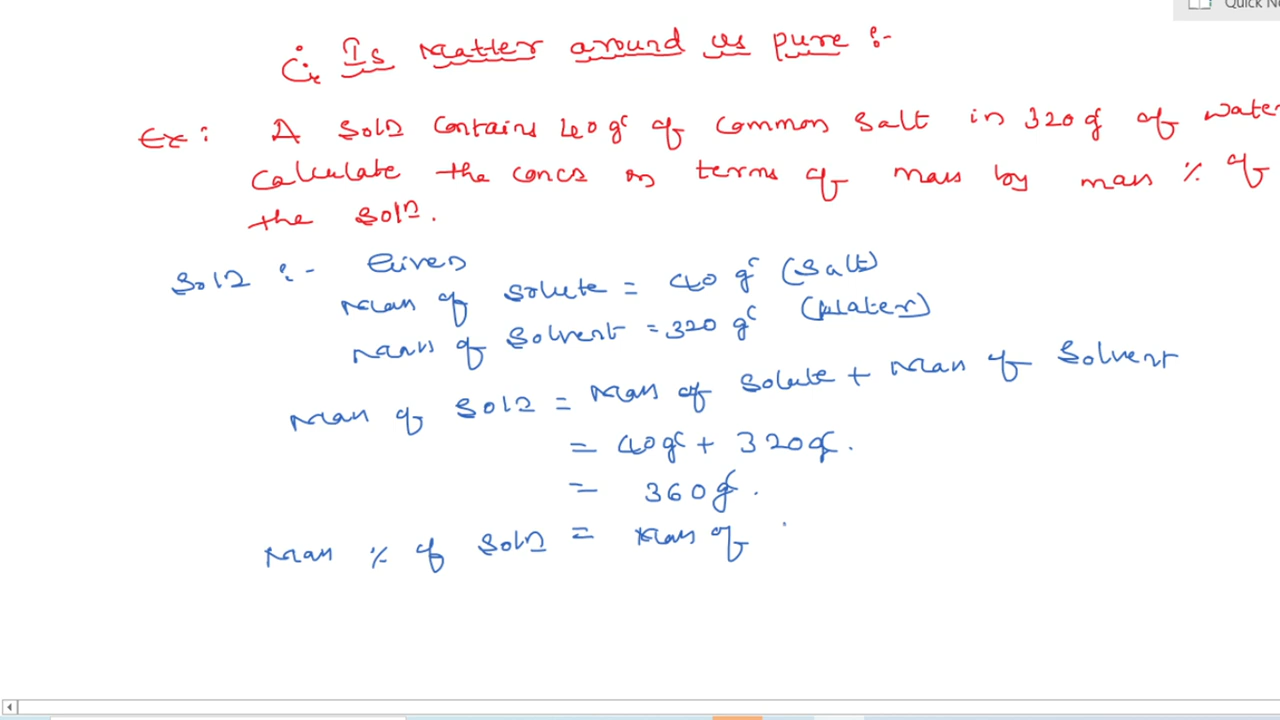 Quick N
Is Matter around us pure :-
Ex : A Soln contains 40g of common salt in 320g of water
calculate the concn in terms of mass by mass % of
the soln.
Soln :- Given
Mass of solute = 40 g (Salt)
Mass of solvent = 320 g (Water)
Mass of soln = Mass of solute + Mass of solvent
= 40g + 320g.
= 360g.
Mass % of soln = Mass of